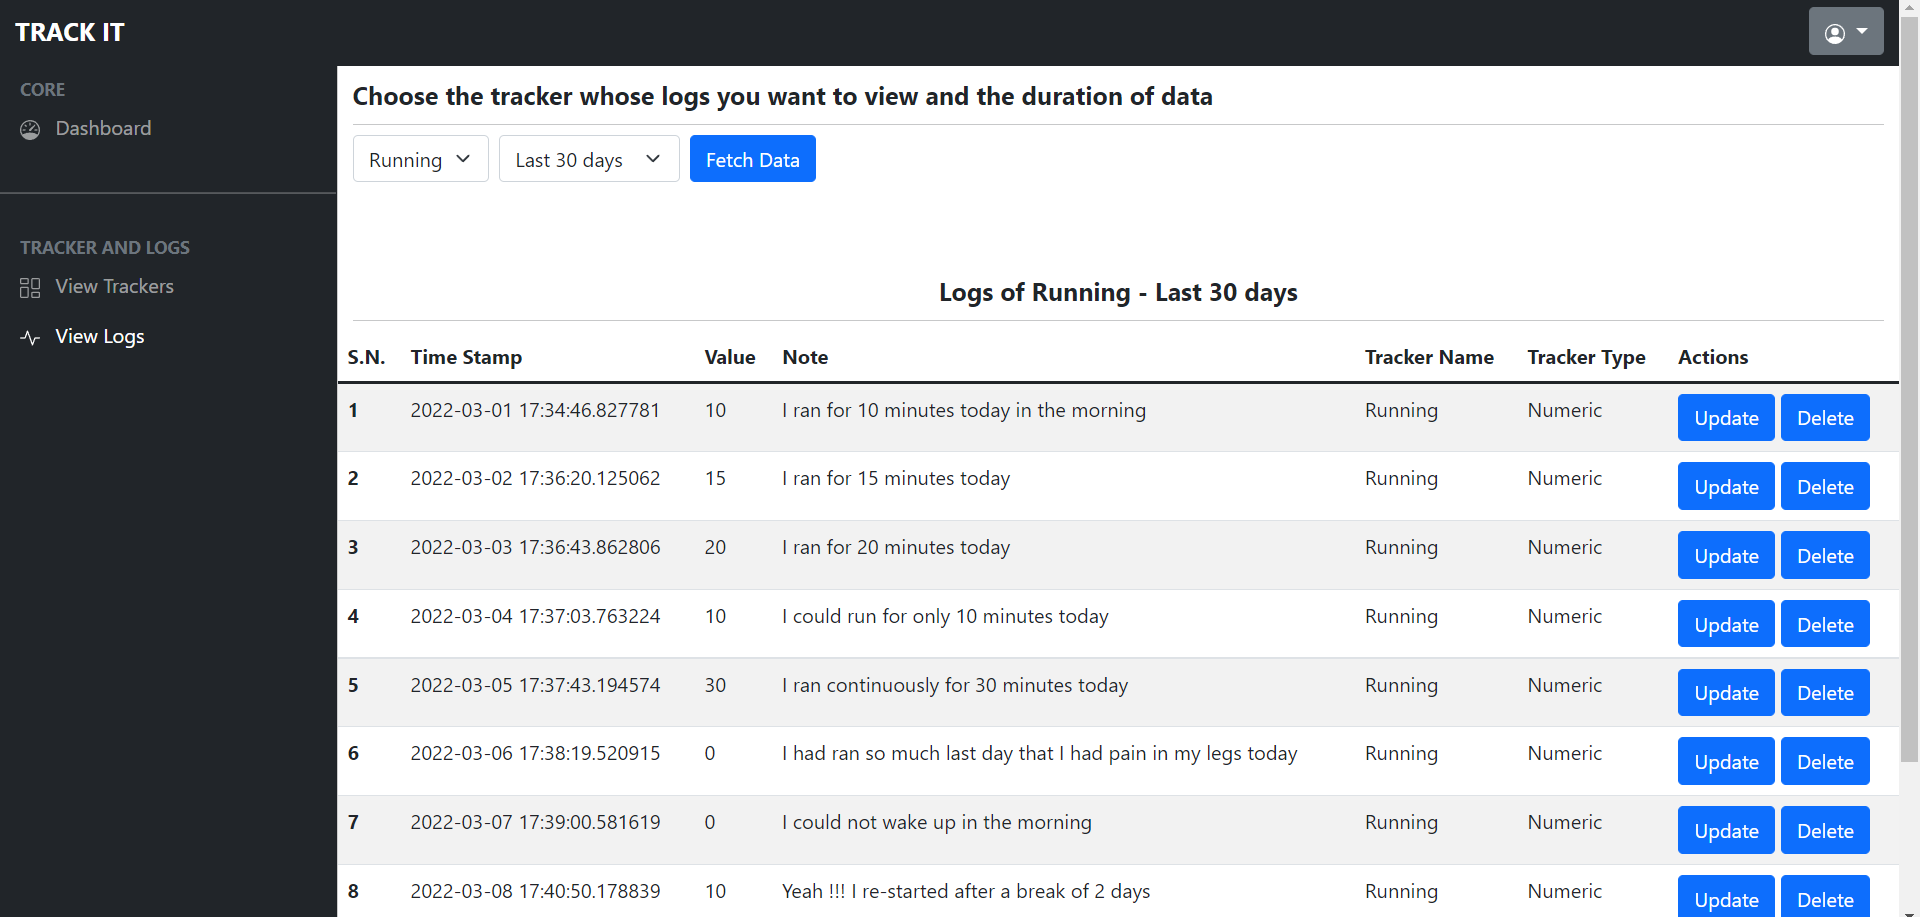 TRACK IT
CORE
Dashboard
TRACKER AND LOGS
View Trackers
View Logs
Choose the tracker whose logs you want to view and the duration of data
Running Last 30 days Fetch Data
Logs of Running - Last 30 days
S.N. Time Stamp Value Note Tracker Name Tracker Type Actions
1 2022-03-01 17:34:46.827781 10 I ran for 10 minutes today in the morning Running Numeric Update Delete
2 2022-03-02 17:36:20.125062 15 I ran for 15 minutes today Running Numeric Update Delete
3 2022-03-03 17:36:43.862806 20 I ran for 20 minutes today Running Numeric Update Delete
4 2022-03-04 17:37:03.763224 10 I could run for only 10 minutes today Running Numeric Update Delete
5 2022-03-05 17:37:43.194574 30 I ran continuously for 30 minutes today Running Numeric Update Delete
6 2022-03-06 17:38:19.520915 0 I had ran so much last day that I had pain in my legs today Running Numeric Update Delete
7 2022-03-07 17:39:00.581619 0 I could not wake up in the morning Running Numeric Update Delete
8 2022-03-08 17:40:50.178839 10 Yeah !!! I re-started after a break of 2 days Running Numeric Update Delete